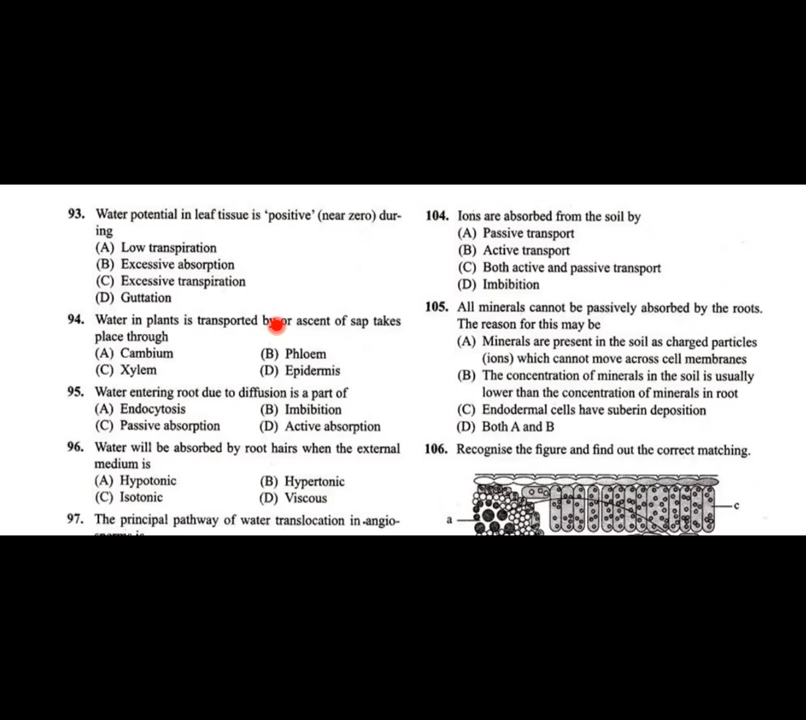 93. Water potential in leaf tissue is ‘positive’ (near zero) dur-
ing
(A) Low transpiration
(B) Excessive absorption
(C) Excessive transpiration
(D) Guttation
94. Water in plants is transported by or ascent of sap takes
place through
(A) Cambium (B) Phloem
(C) Xylem (D) Epidermis
95. Water entering root due to diffusion is a part of
(A) Endocytosis (B) Imbibition
(C) Passive absorption (D) Active absorption
96. Water will be absorbed by root hairs when the external
medium is
(A) Hypotonic (B) Hypertonic
(C) Isotonic (D) Viscous
97. The principal pathway of water translocation in angio-
104. Ions are absorbed from the soil by
(A) Passive transport
(B) Active transport
(C) Both active and passive transport
(D) Imbibition
105. All minerals cannot be passively absorbed by the roots.
The reason for this may be
(A) Minerals are present in the soil as charged particles
(ions) which cannot move across cell membranes
(B) The concentration of minerals in the soil is usually
lower than the concentration of minerals in root
(C) Endodermal cells have suberin deposition
(D) Both A and B
106. Recognise the figure and find out the correct matching.
c
a